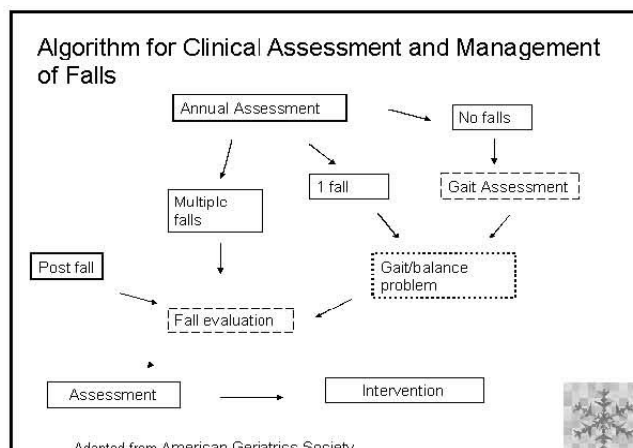 Algorithm for Clinical Assessment and Management
of Falls
Annual Assessment
No falls
Multiple
falls
1 fall
Gait Assessment
Post fall
Gait/balance
problem
Fall evaluation
Assessment
Intervention
Adapted from American Geriatrics Society